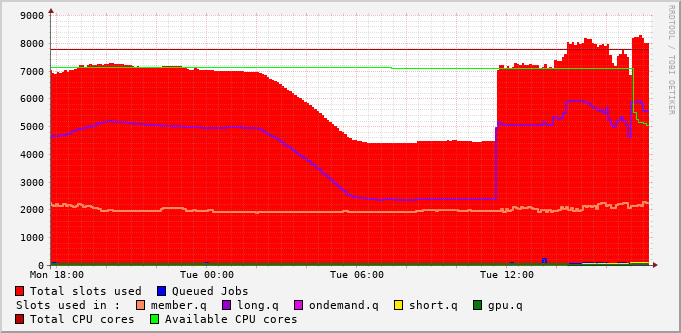 RRDTOOL / TOBI OETIKER
9000
8000
7000
6000
5000
4000
3000
2000
1000
0
Mon 18:00 Tue 00:00 Tue 06:00 Tue 12:00
Total slots used Queued Jobs
Slots used in : member.q long.q ondemand.q short.q gpu.q
Total CPU cores Available CPU cores